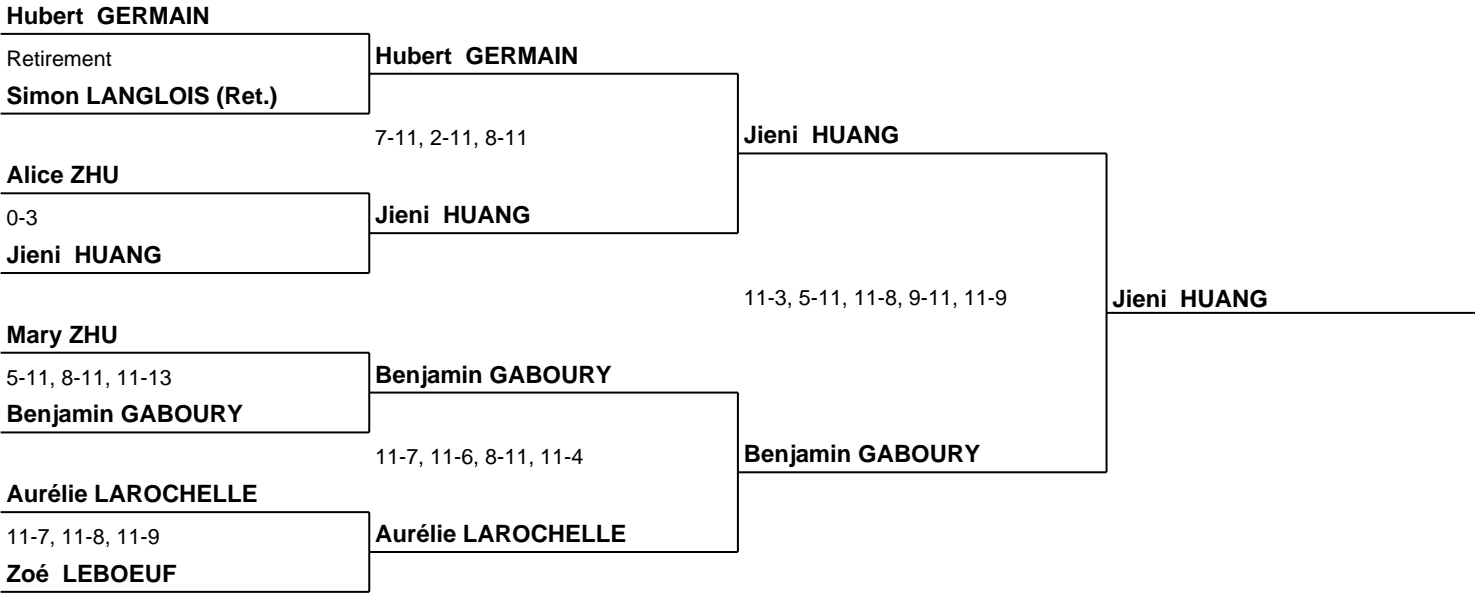 Hubert  GERMAIN
Retirement
Simon LANGLOIS (Ret.)
Hubert  GERMAIN
7-11, 2-11, 8-11
Alice ZHU
0-3
Jieni  HUANG
Jieni  HUANG
Jieni  HUANG
11-3, 5-11, 11-8, 9-11, 11-9
Jieni  HUANG
Mary ZHU
5-11, 8-11, 11-13
Benjamin GABOURY
Benjamin GABOURY
11-7, 11-6, 8-11, 11-4
Benjamin GABOURY
Aurélie LAROCHELLE
11-7, 11-8, 11-9
Zoé  LEBOEUF
Aurélie LAROCHELLE